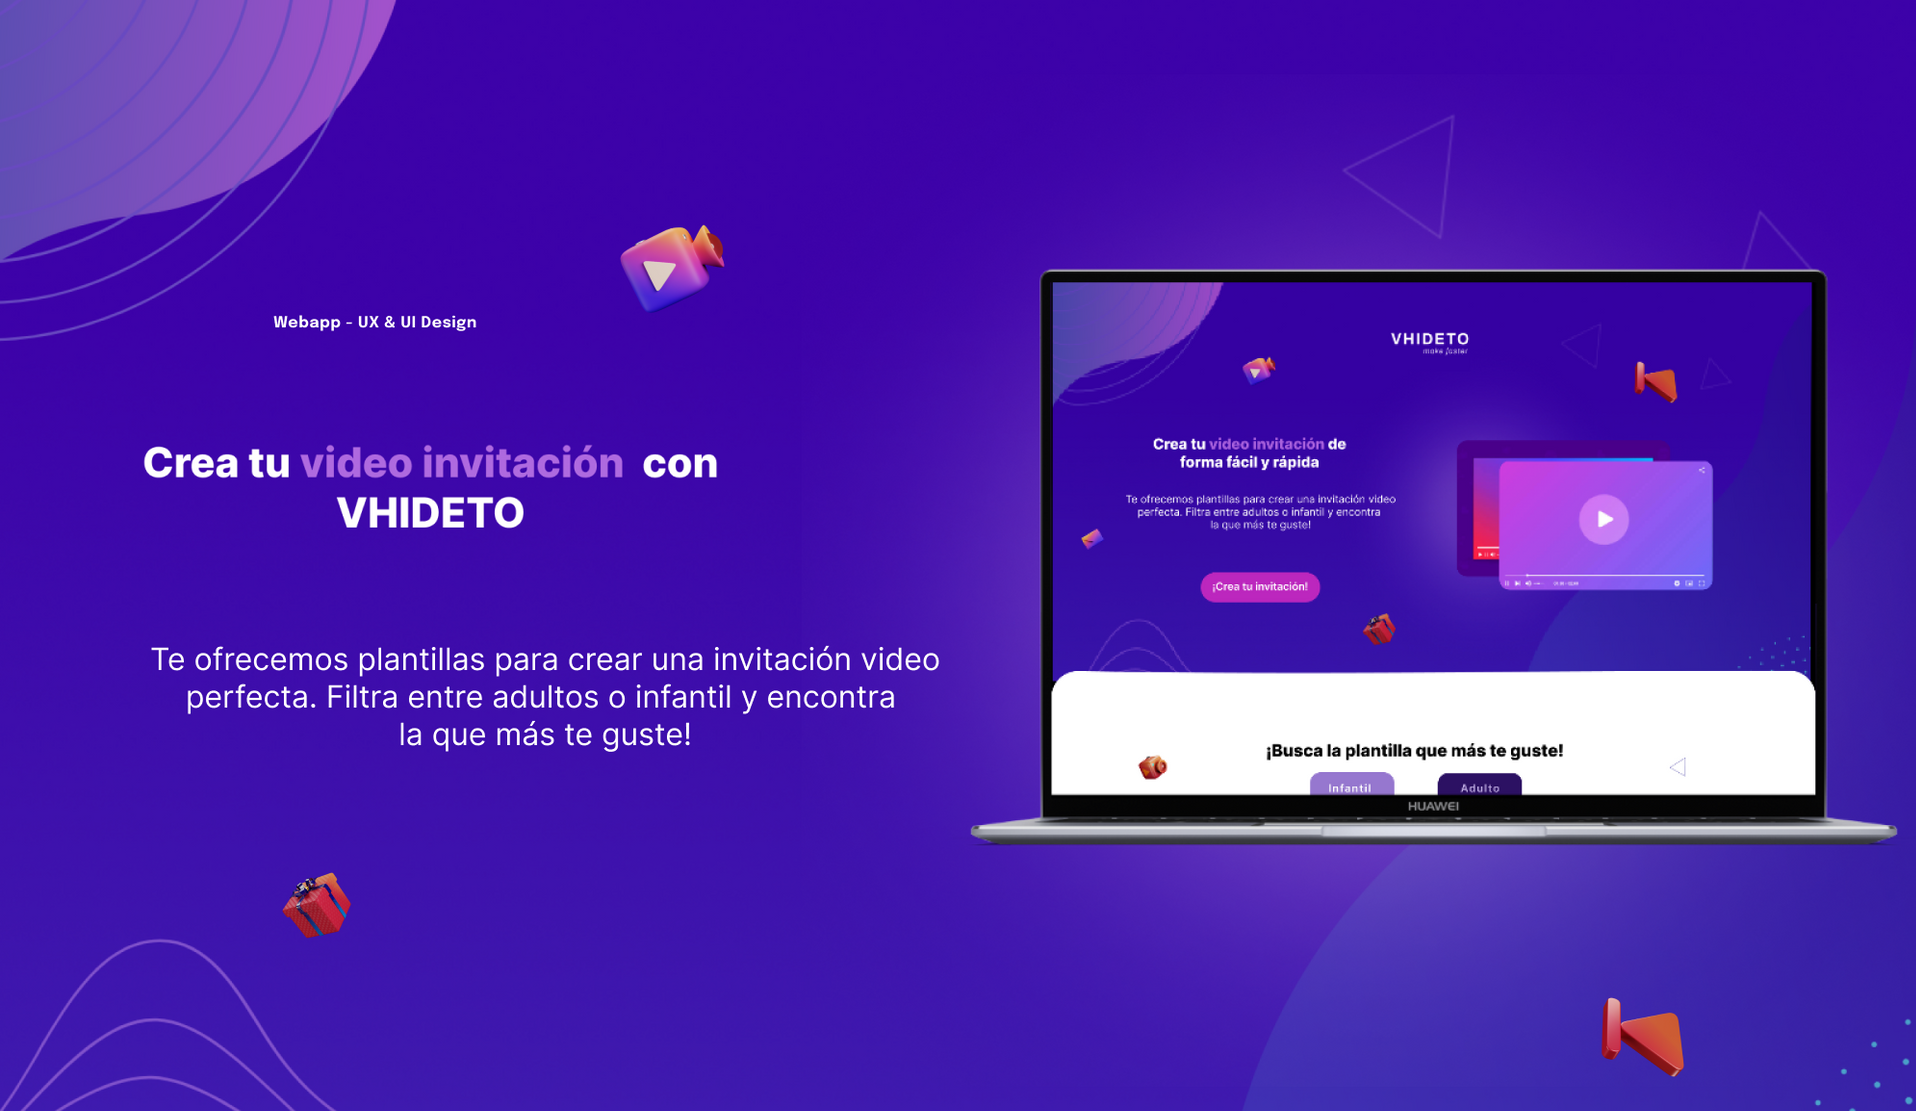 Webapp - UX & UI Design
Crea tu video invitación con
VHIDETO
Te ofrecemos plantillas para crear una invitación video
perfecta. Filtra entre adultos o infantil y encontra
la que más te guste!
VHIDETO
make faster
Crea tu video invitación de
forma fácil y rápida
Te ofrecemos plantillas para crear una invitación video
perfecta. Filtra entre adultos o infantil y encontra
la que más te guste!
¡Crea tu invitación!
¡Busca la plantilla que más te guste!
Infantil
Adulto
HUAWEI